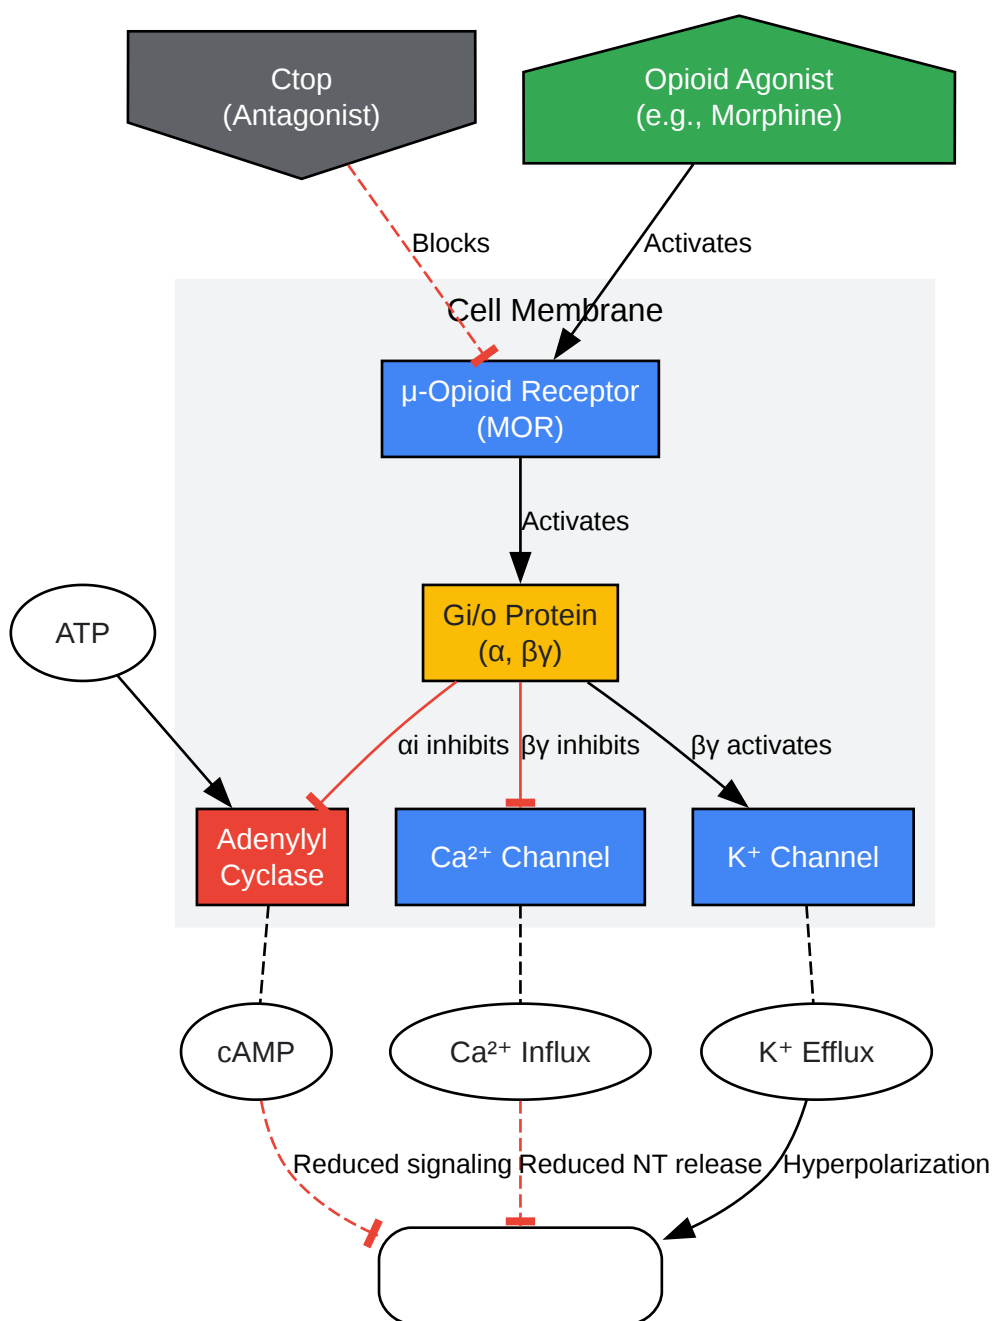 Ctop
(Antagonist)
Opioid Agonist
(e.g., Morphine)
Blocks
Activates
Cell Membrane
μ-Opioid Receptor
(MOR)
Activates
Gi/o Protein
(α, βγ)
ATP
αi inhibits
βγ inhibits
βγ activates
Adenylyl
Cyclase
Ca²⁺ Channel
K⁺ Channel
cAMP
Ca²⁺ Influx
K⁺ Efflux
Reduced signaling
Reduced NT release
Hyperpolarization